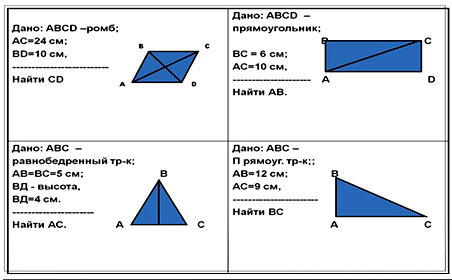 Дано: ABCD –ромб;
AC=24 см;
BD=10 см,
------------------------
Найти CD
B C
A D
Дано: ABCD –
прямоугольник;
BC = 6 см;
AC=10 см,
------------------
Найти AB.
B C
A D
Дано: ABC –
равнобедренный тр-к;
AB=BC=5 см;
ВД - высота,
ВД=4 см.
--------------------
Найти AC.
B
A C
Дано: ABC –
П рямоуг. тр-к;;
AB=12 см;
AC=9 см,
--------------------
Найти BC
B
A C